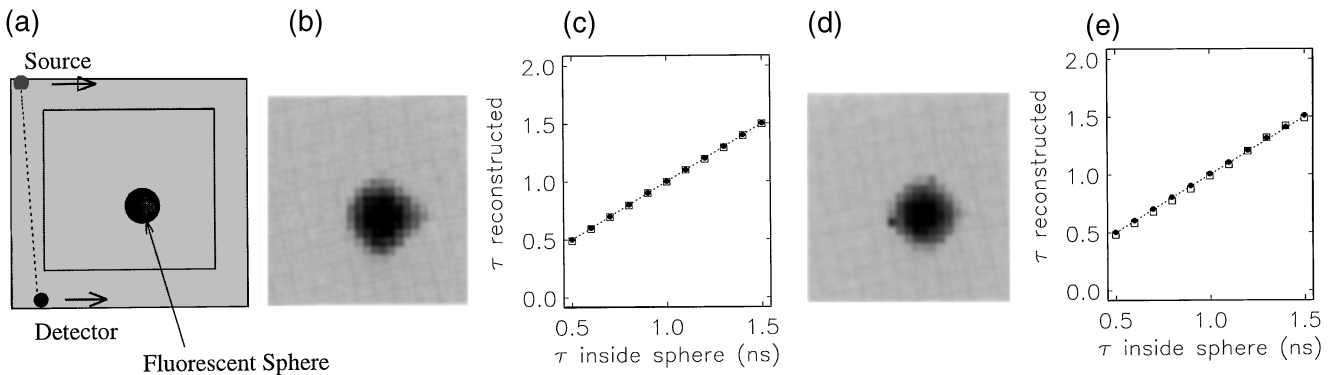 (a)
Source
Detector
Fluorescent Sphere
(b)
(c)
τ reconstructed
2.0
1.5
1.0
0.5
0.0
0.5 1.0 1.5
τ inside sphere (ns)
(d)
(e)
τ reconstructed
2.0
1.5
1.0
0.5
0.0
0.5 1.0 1.5
τ inside sphere (ns)